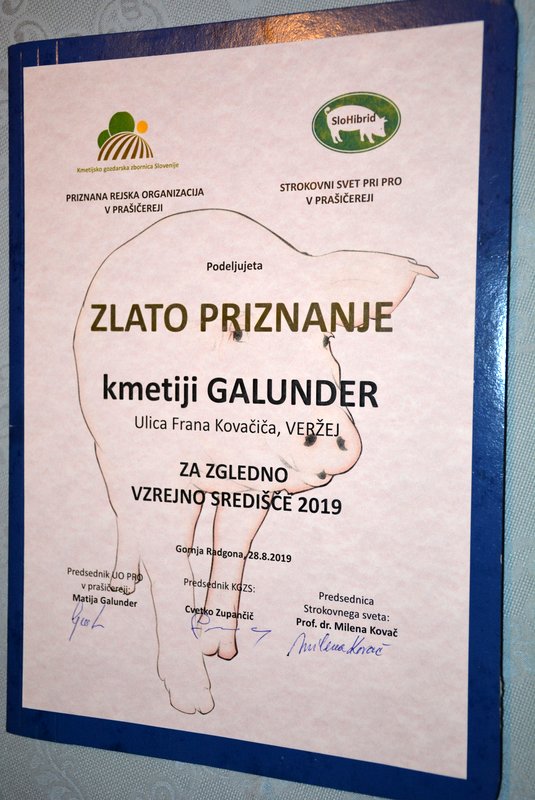 Kmetijsko gozdarska zbornica Slovenije
SloHibrid
PRIZNANA REJSKA ORGANIZACIJA
V PRAŠIČEREJI
STROKOVNI SVET PRI PRO
V PRAŠIČEREJI
Podeljujeta
ZLATO PRIZNANJE
kmetiji GALUNDER
Ulica Frana Kovačiča, VERŽEJ
ZA ZGLEDNO
VZREJNO SREDIŠČE 2019
Gornja Radgona, 28.8.2019
Predsednik UO PRO
v prašičereji:
Matija Galunder
Predsednik KGZS:
Cvetko Zupančič
Predsednica
Strokovnega sveta:
Prof. dr. Milena Kovač
Milena Kovač